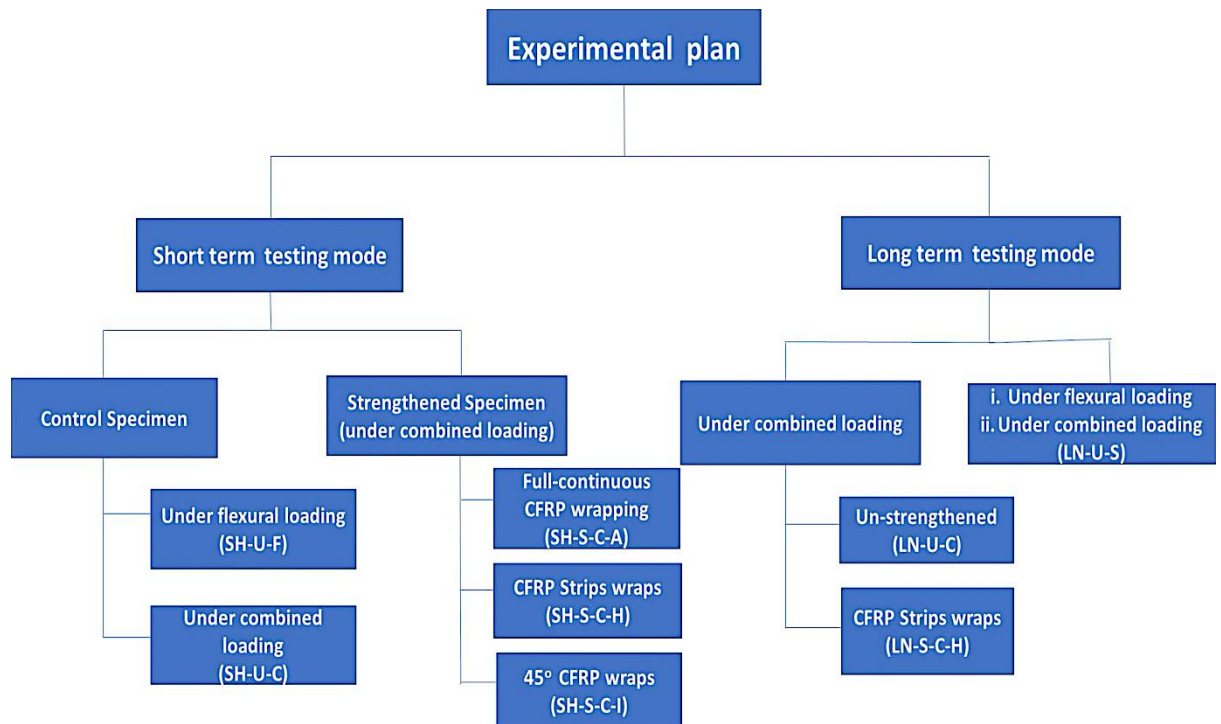 Experimental plan
Short term testing mode
Long term testing mode
Control Specimen
Strengthened Specimen
(under combined loading)
Under combined loading
i. Under flexural loading
ii. Under combined loading
(LN-U-S)
Under flexural loading
(SH-U-F)
Under combined
loading
(SH-U-C)
Full-continuous
CFRP wrapping
(SH-S-C-A)
CFRP Strips wraps
(SH-S-C-H)
45° CFRP wraps
(SH-S-C-I)
Un-strengthened
(LN-U-C)
CFRP Strips wraps
(LN-S-C-H)